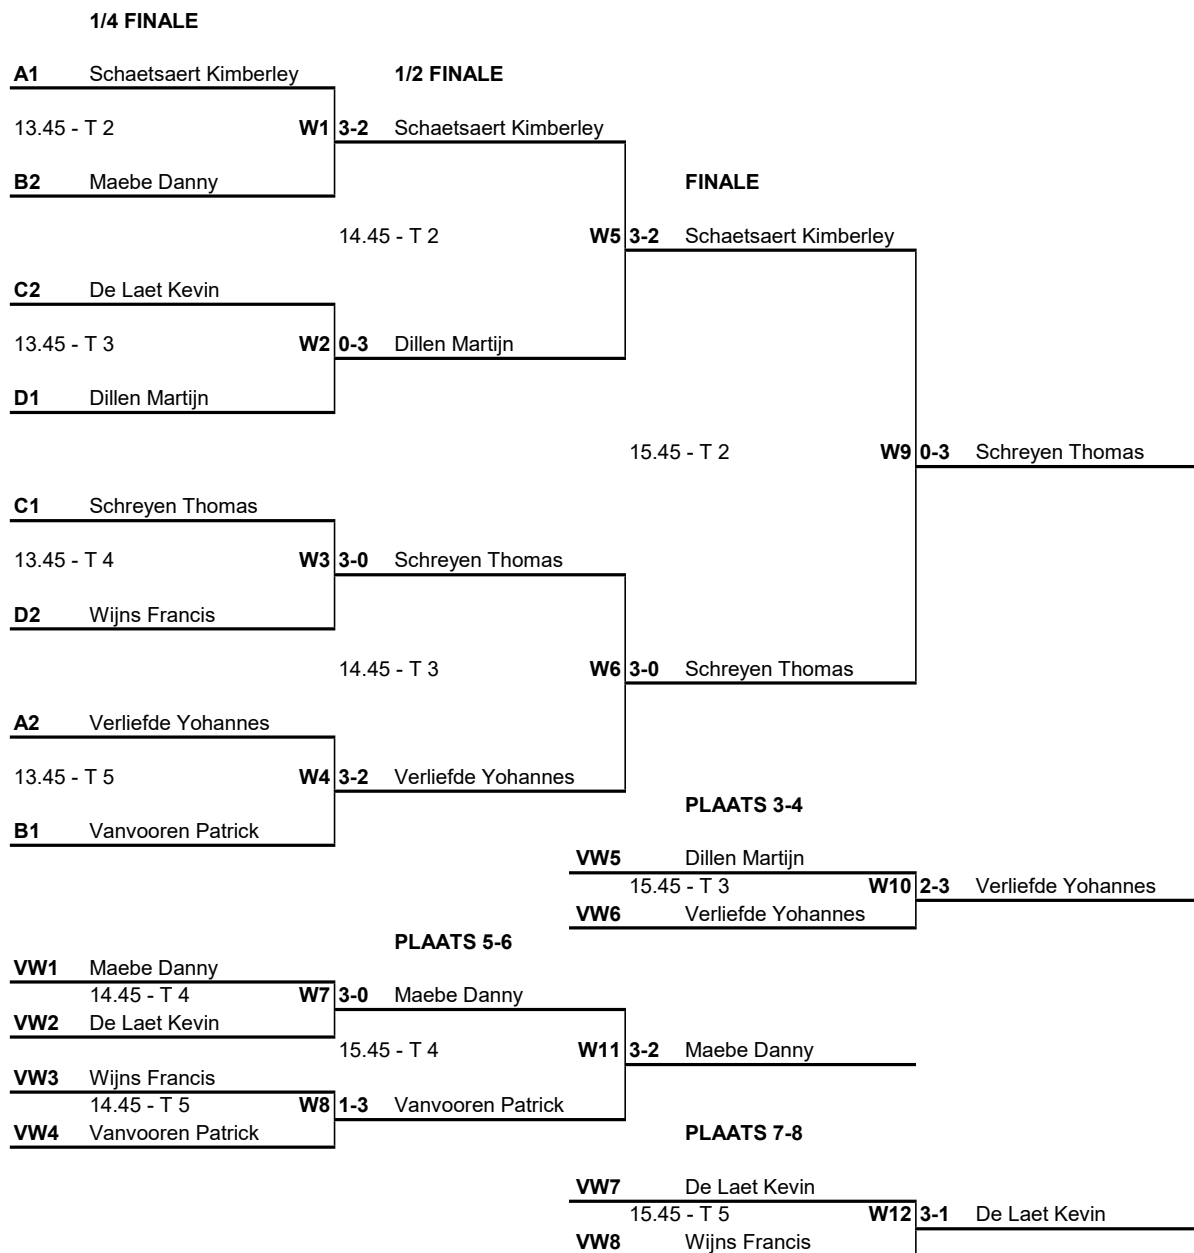 1/4 FINALE
A1 Schaetsaert Kimberley 1/2 FINALE
13.45 - T 2 W1 3-2 Schaetsaert Kimberley
B2 Maebe Danny FINALE
14.45 - T 2 W5 3-2 Schaetsaert Kimberley
C2 De Laet Kevin
13.45 - T 3 W2 0-3 Dillen Martijn
D1 Dillen Martijn
15.45 - T 2 W9 0-3 Schreyen Thomas
C1 Schreyen Thomas
13.45 - T 4 W3 3-0 Schreyen Thomas
D2 Wijns Francis
14.45 - T 3 W6 3-0 Schreyen Thomas
A2 Verliefde Yohannes
13.45 - T 5 W4 3-2 Verliefde Yohannes
PLAATS 3-4
B1 Vanvooren Patrick
VW5 Dillen Martijn
15.45 - T 3 W10 2-3 Verliefde Yohannes
VW6 Verliefde Yohannes
PLAATS 5-6
VW1 Maebe Danny
14.45 - T 4 W7 3-0 Maebe Danny
VW2 De Laet Kevin
15.45 - T 4 W11 3-2 Maebe Danny
VW3 Wijns Francis
14.45 - T 5 W8 1-3 Vanvooren Patrick
VW4 Vanvooren Patrick PLAATS 7-8
VW7 De Laet Kevin
15.45 - T 5 W12 3-1 De Laet Kevin
VW8 Wijns Francis